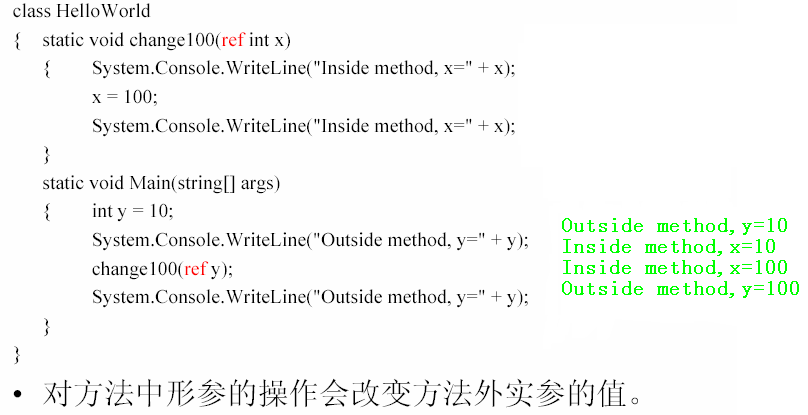 class HelloWorld
{ static void change100(ref int x)
{ System.Console.WriteLine("Inside method, x=" + x);
x = 100;
System.Console.WriteLine("Inside method, x=" + x);
}
static void Main(string[] args)
{ int y = 10;
System.Console.WriteLine("Outside method, y=" + y);
change100(ref y);
System.Console.WriteLine("Outside method, y=" + y);
}
}
Outside method,y=10
Inside method,x=10
Inside method,x=100
Outside method,y=100
• 对方法中形参的操作会改变方法外实参的值。